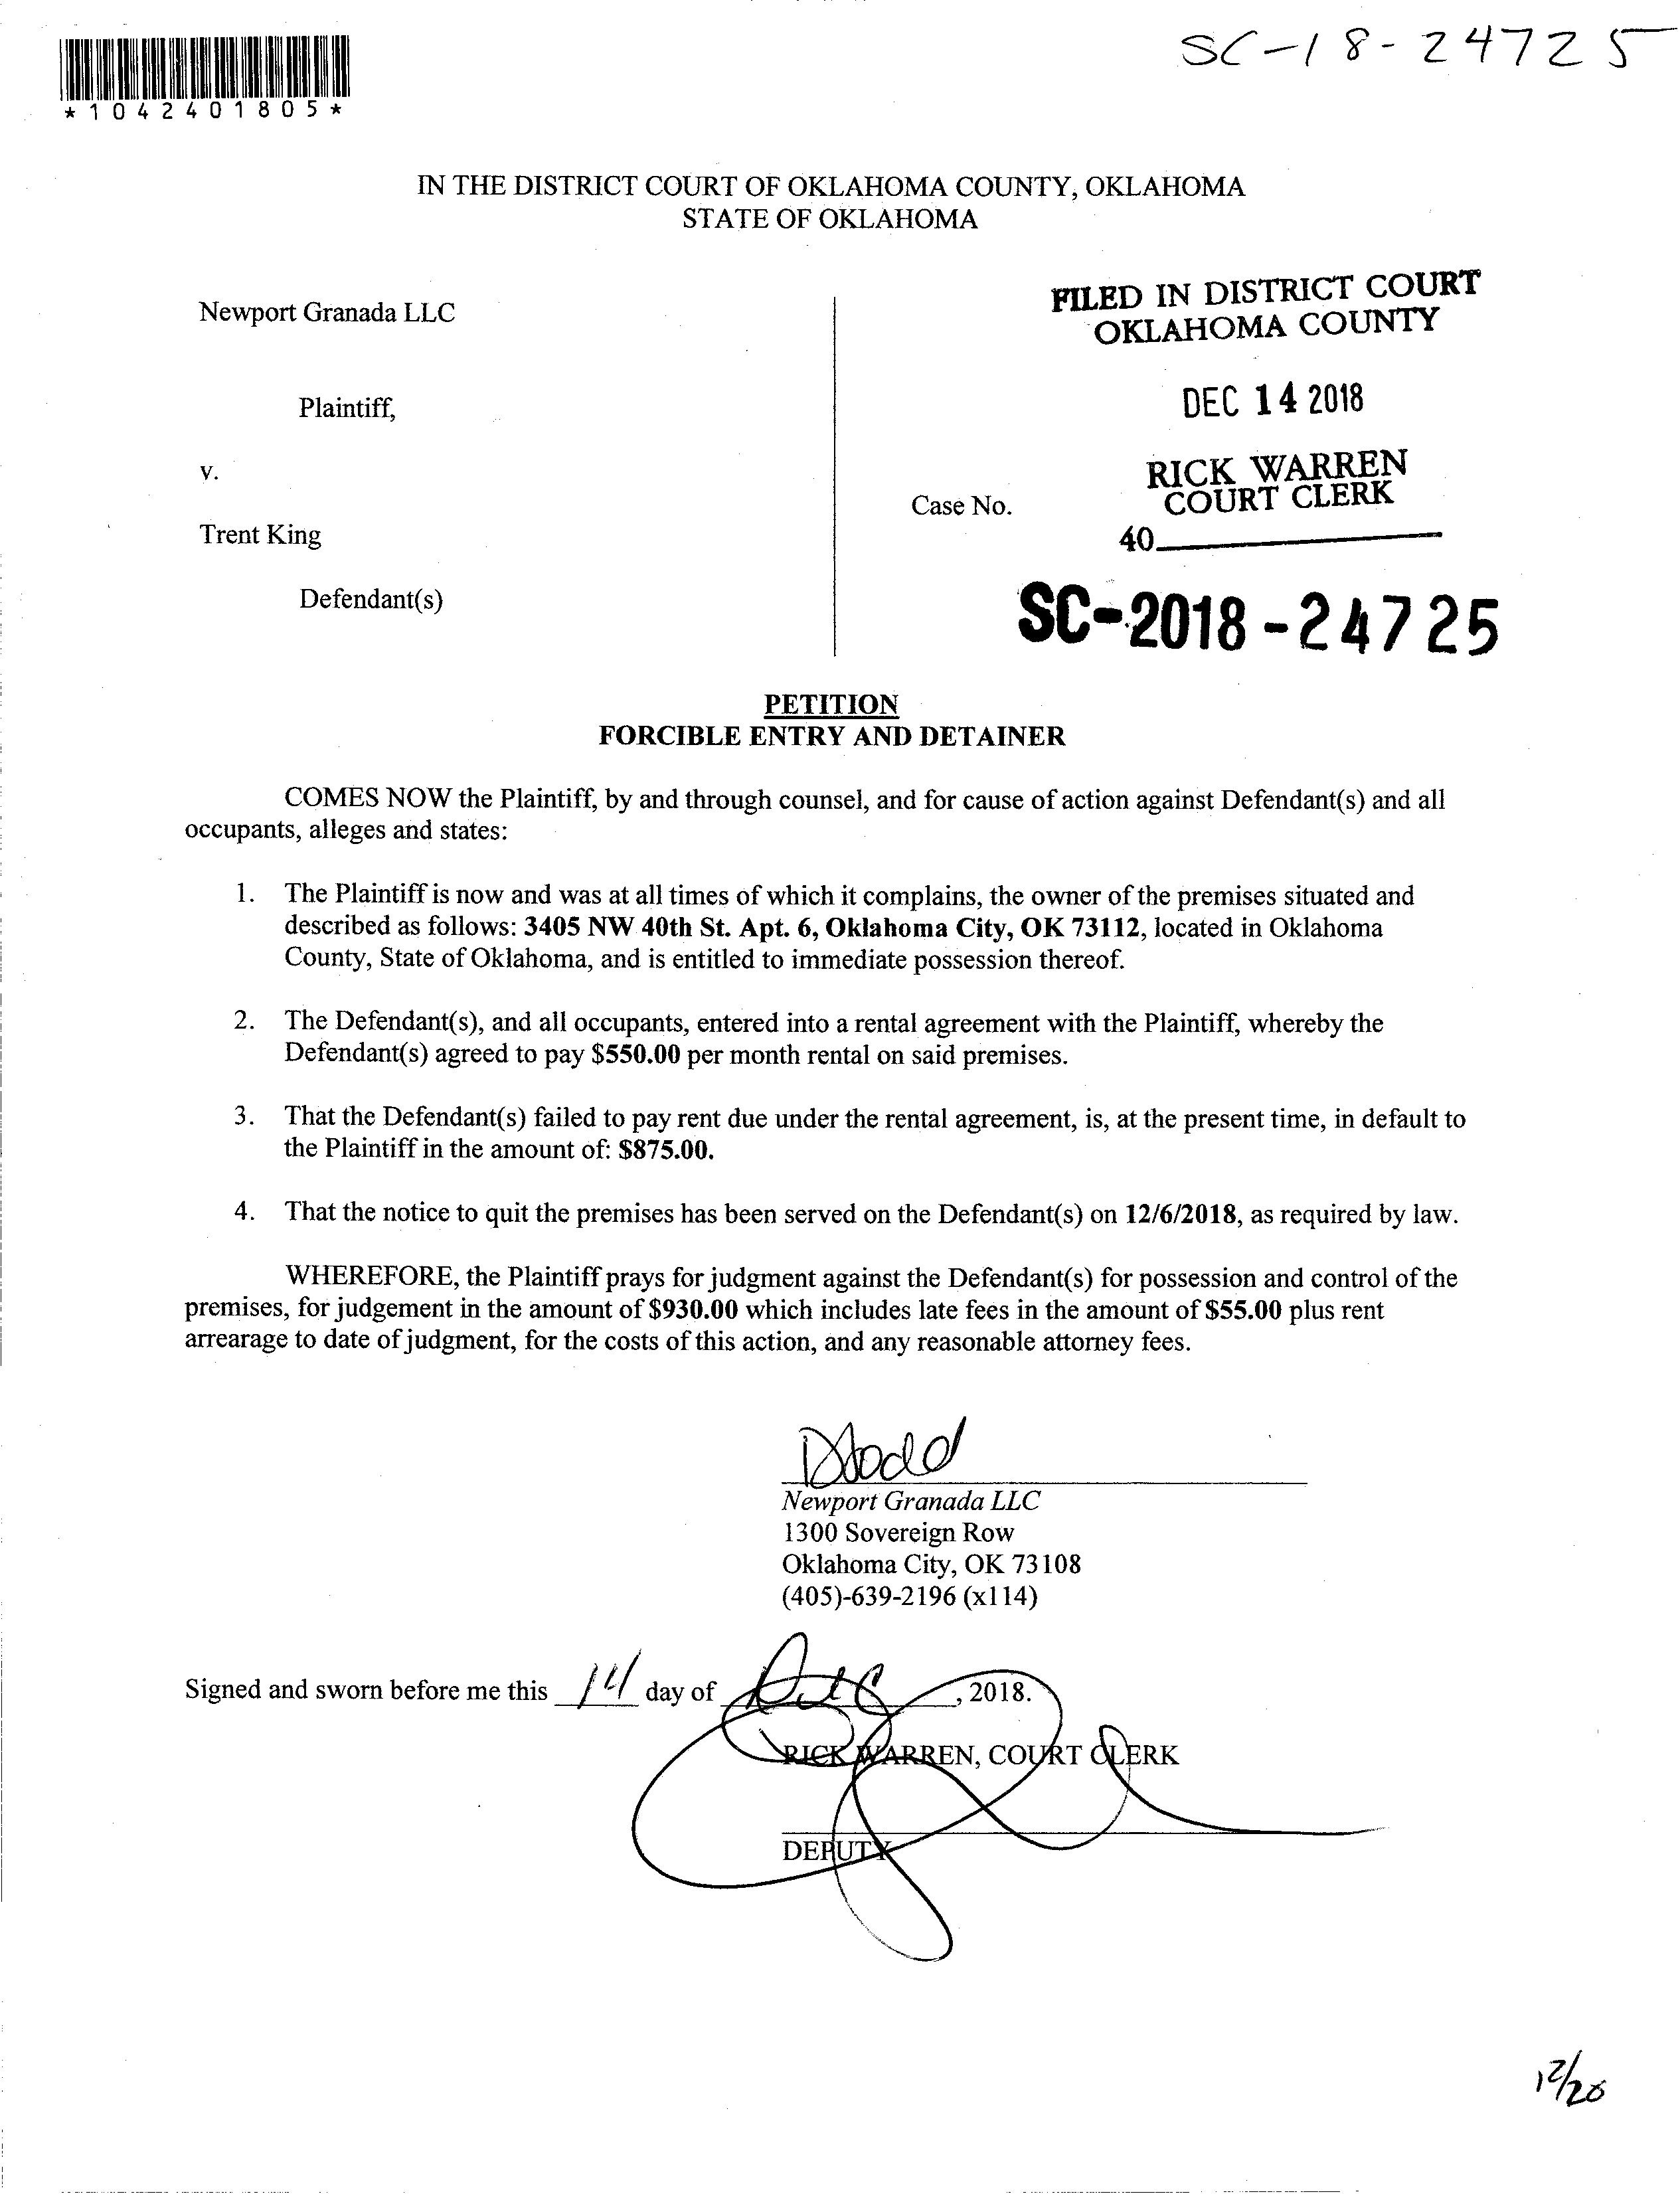 SC-18-24725
*1042401805*
IN THE DISTRICT COURT OF OKLAHOMA COUNTY, OKLAHOMA
STATE OF OKLAHOMA
Newport Granada LLC
Plaintiff,
v.
Trent King
Defendant(s)
FILED IN DISTRICT COURT
OKLAHOMA COUNTY
DEC 14 2018
RICK WARREN
COURT CLERK
Case No.
40
SC-2018-24725
PETITION
FORCIBLE ENTRY AND DETAINER
COMES NOW the Plaintiff, by and through counsel, and for cause of action against Defendant(s) and all
occupants, alleges and states:
1. The Plaintiff is now and was at all times of which it complains, the owner of the premises situated and
described as follows: 3405 NW 40th St. Apt. 6, Oklahoma City, OK 73112, located in Oklahoma
County, State of Oklahoma, and is entitled to immediate possession thereof.
2. The Defendant(s), and all occupants, entered into a rental agreement with the Plaintiff, whereby the
Defendant(s) agreed to pay $550.00 per month rental on said premises.
3. That the Defendant(s) failed to pay rent due under the rental agreement, is, at the present time, in default to
the Plaintiff in the amount of: $875.00.
4. That the notice to quit the premises has been served on the Defendant(s) on 12/6/2018, as required by law.
WHEREFORE, the Plaintiff prays for judgment against the Defendant(s) for possession and control of the
premises, for judgement in the amount of $930.00 which includes late fees in the amount of $55.00 plus rent
arrearage to date of judgment, for the costs of this action, and any reasonable attorney fees.
Newport Granada LLC
1300 Sovereign Row
Oklahoma City, OK 73108
(405)-639-2196 (x114)
Signed and sworn before me this 14 day of Dec, 2018.
RICK WARREN, COURT CLERK
DEPUTY
12/26